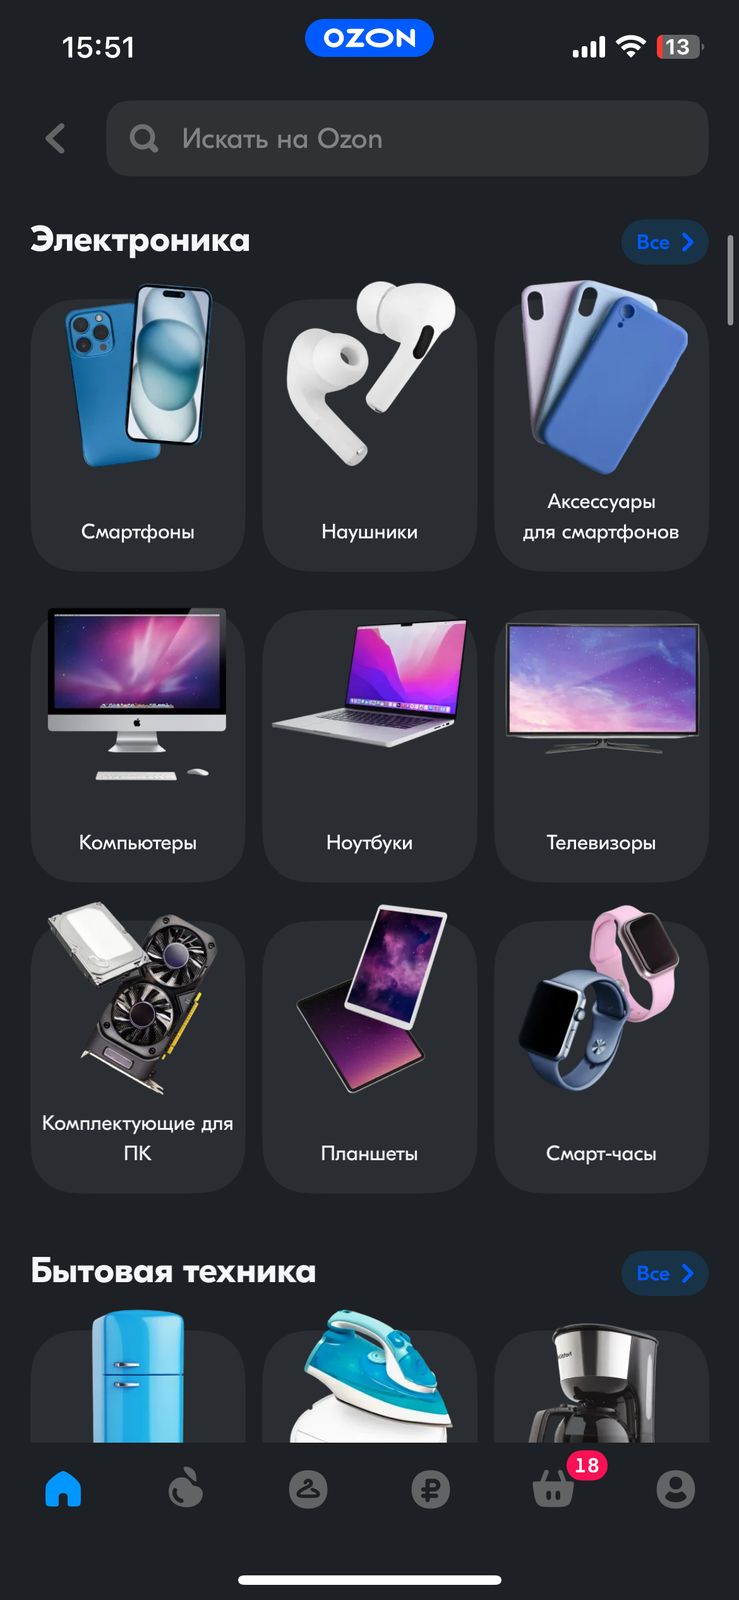 15:51
OZON
13
Искать на Ozon
Электроника
Все
Смартфоны
Наушники
Аксессуары
для смартфонов
Компьютеры
Ноутбуки
Телевизоры
Комплектующие для
ПК
Планшеты
Смарт-часы
Бытовая техника
Все
18